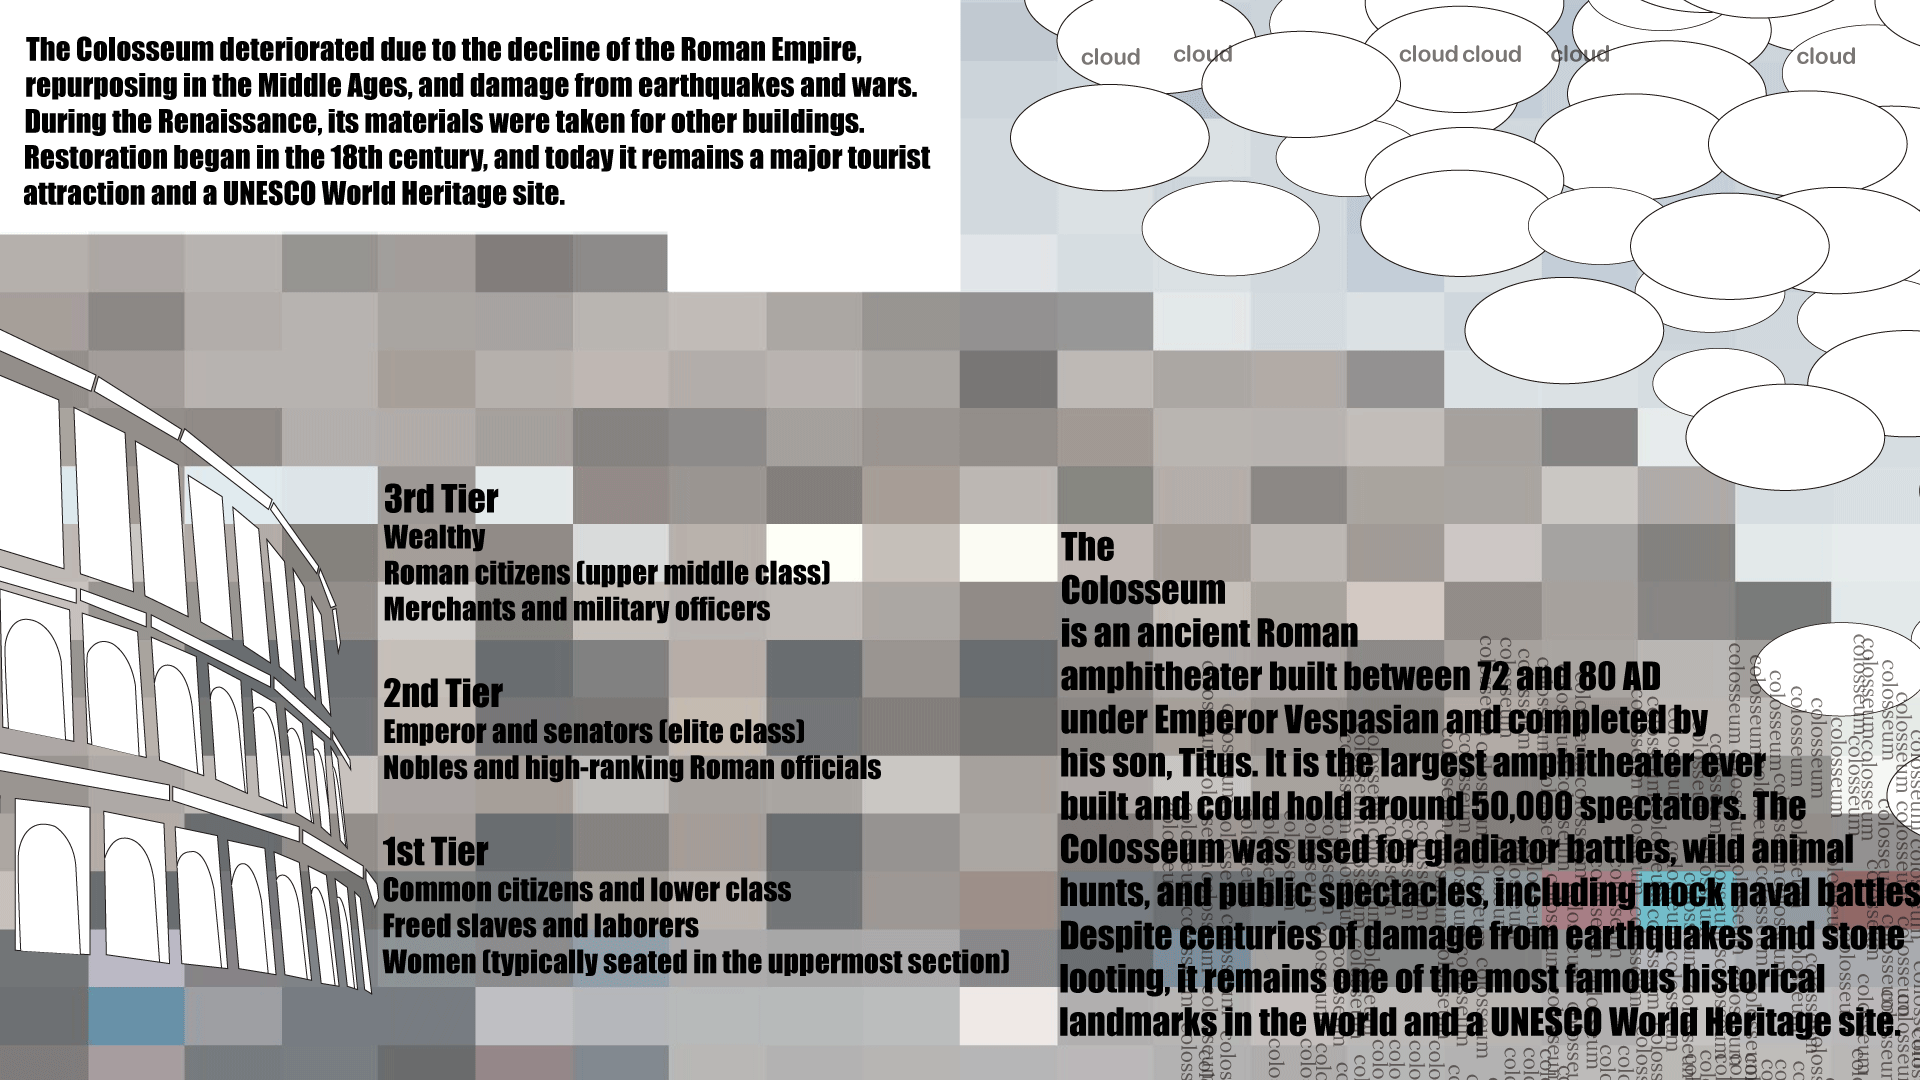 The Colosseum deteriorated due to the decline of the Roman Empire,
repurposing in the Middle Ages, and damage from earthquakes and wars.
During the Renaissance, its materials were taken for other buildings.
Restoration began in the 18th century, and today it remains a major tourist
attraction and a UNESCO World Heritage site.
cloud cloud cloud cloud cloud cloud
3rd Tier
Wealthy
Roman citizens (upper middle class)
Merchants and military officers
2nd Tier
Emperor and senators (elite class)
Nobles and high-ranking Roman officials
1st Tier
Common citizens and lower class
Freed slaves and laborers
Women (typically seated in the uppermost section)
The
Colosseum
is an ancient Roman
amphitheater built between 72 and 80 AD
under Emperor Vespasian and completed by
his son, Titus. It is the largest amphitheater ever
built and could hold around 50,000 spectators. The
Colosseum was used for gladiator battles, wild animal
hunts, and public spectacles, including mock naval battles
Despite centuries of damage from earthquakes and stone
looting, it remains one of the most famous historical
landmarks in the world and a UNESCO World Heritage site.
colosseum
colosseum
colosseum
colosseum
colosseum
colosseum